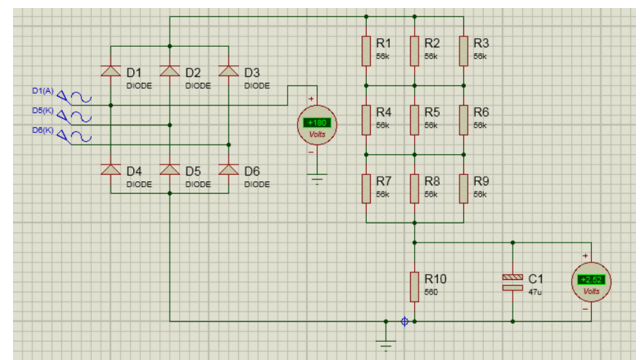 D1(A)
D5(K)
D6(K)
D1
DIODE
D2
DIODE
D3
DIODE
D4
DIODE
D5
DIODE
D6
DIODE
+
+180
Volts
-
R1
56k
R2
56k
R3
56k
R4
56k
R5
56k
R6
56k
R7
56k
R8
56k
R9
56k
R10
560
C1
47u
+
+2.52
Volts
-